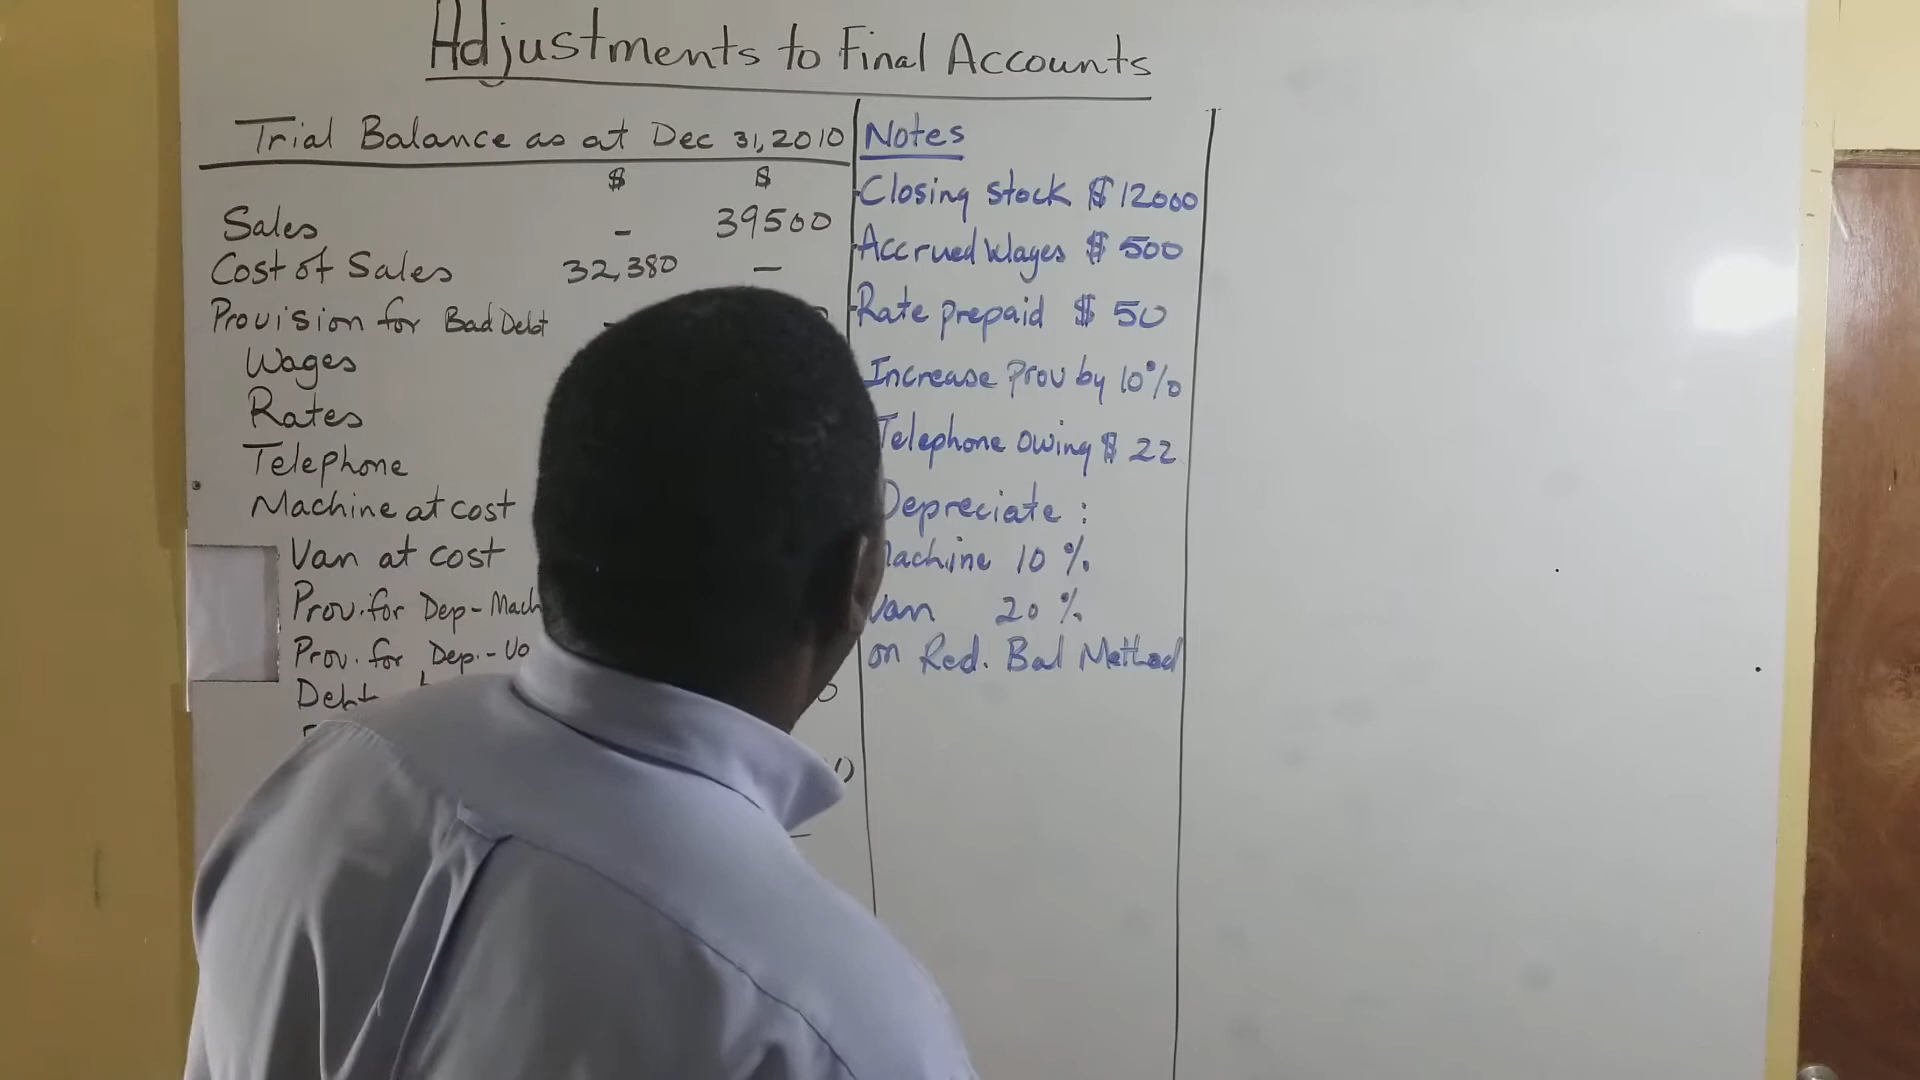 Adjustments to Final Accounts
Trial Balance as at Dec 31, 2010
$ $
Sales - 39500
Cost of Sales 32,380 -
Provision for Bad Debt -
Wages
Rates
Telephone
Machine at cost
Van at cost
Prov. for Dep - Mach
Prov. for Dep. -
Notes
Closing stock $ 12000
Accrued Wages $ 500
Rate prepaid $ 50
Increase Prov by 10%
Telephone owing $ 22
Depreciate :
Machine 10 %
Van 20 %
on Red. Bal Method